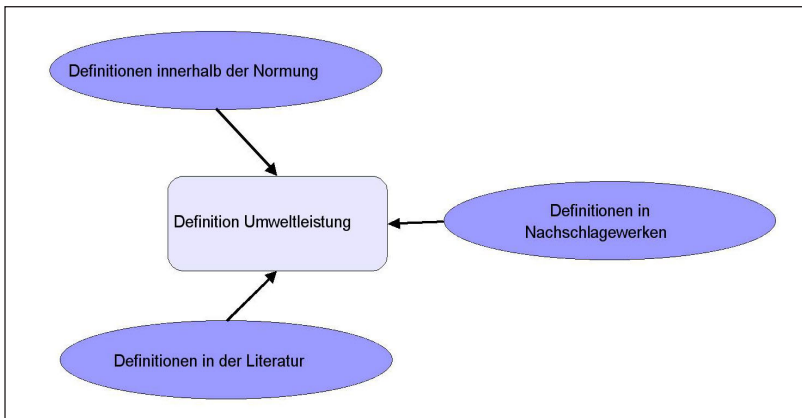 Definitionen innerhalb der Normung
Definition Umweltleistung
Definitionen in
Nachschlagewerken
Definitionen in der Literatur